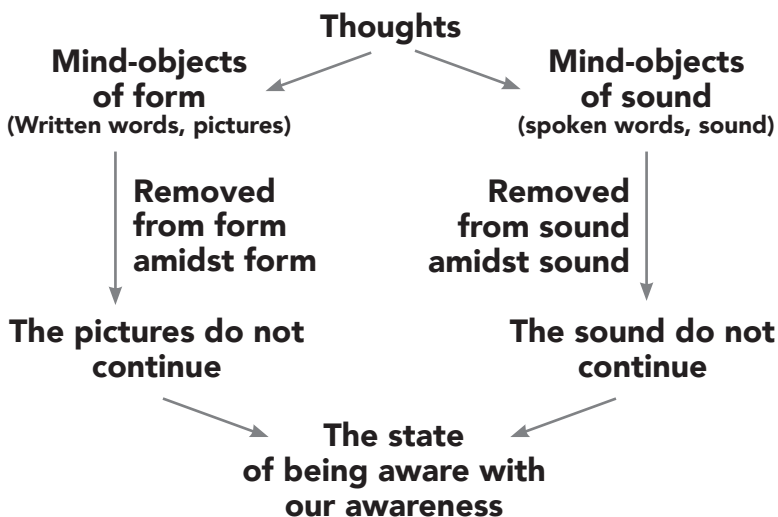 Thoughts
Mind-objects
of form
(Written words, pictures)
Mind-objects
of sound
(spoken words, sound)
Removed
from form
amidst form
Removed
from sound
amidst sound
The pictures do not
continue
The sound do not
continue
The state
of being aware with
our awareness